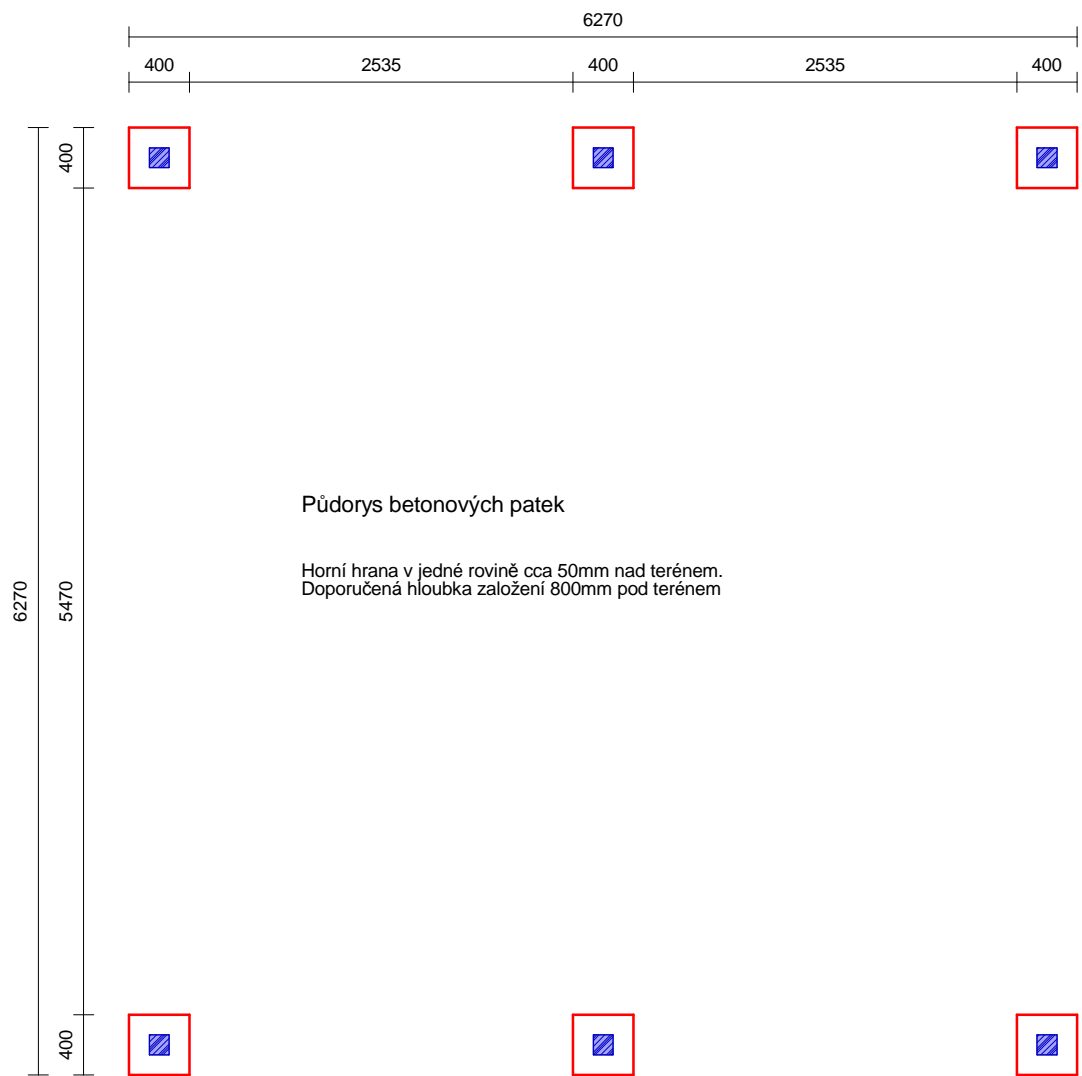 6270
400 2535 400 2535 400
400
Půdorys betonových patek
Horní hrana v jedné rovině cca 50mm nad terénem.
Doporučená hloubka založení 800mm pod terénem
6270
5470
400